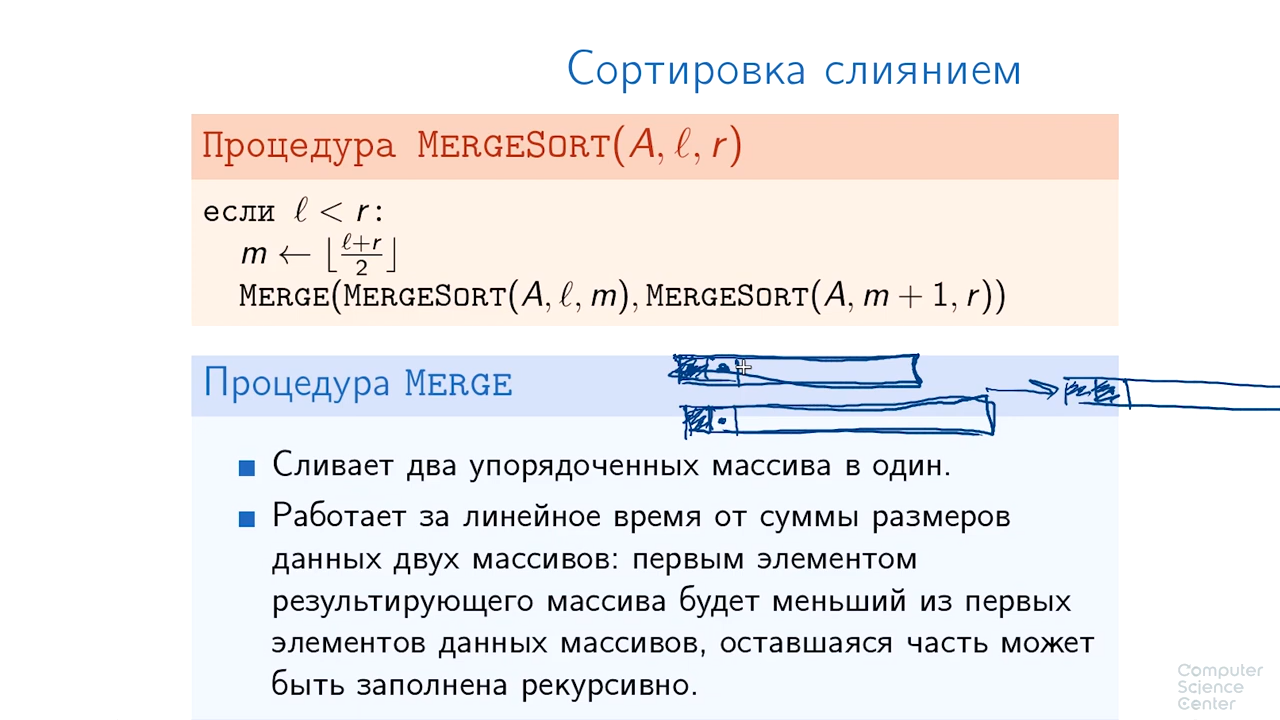 Сортировка слиянием
Процедура MERGESORT(A, ℓ, r)
если ℓ < r:
m ← ⌊(ℓ+r)/2⌋
MERGE(MERGESORT(A, ℓ, m), MERGESORT(A, m + 1, r))
Процедура MERGE
Сливает два упорядоченных массива в один.
Работает за линейное время от суммы размеров
данных двух массивов: первым элементом
результирующего массива будет меньший из первых
элементов данных массивов, оставшаяся часть может
быть заполнена рекурсивно.
Computer
Science
Center